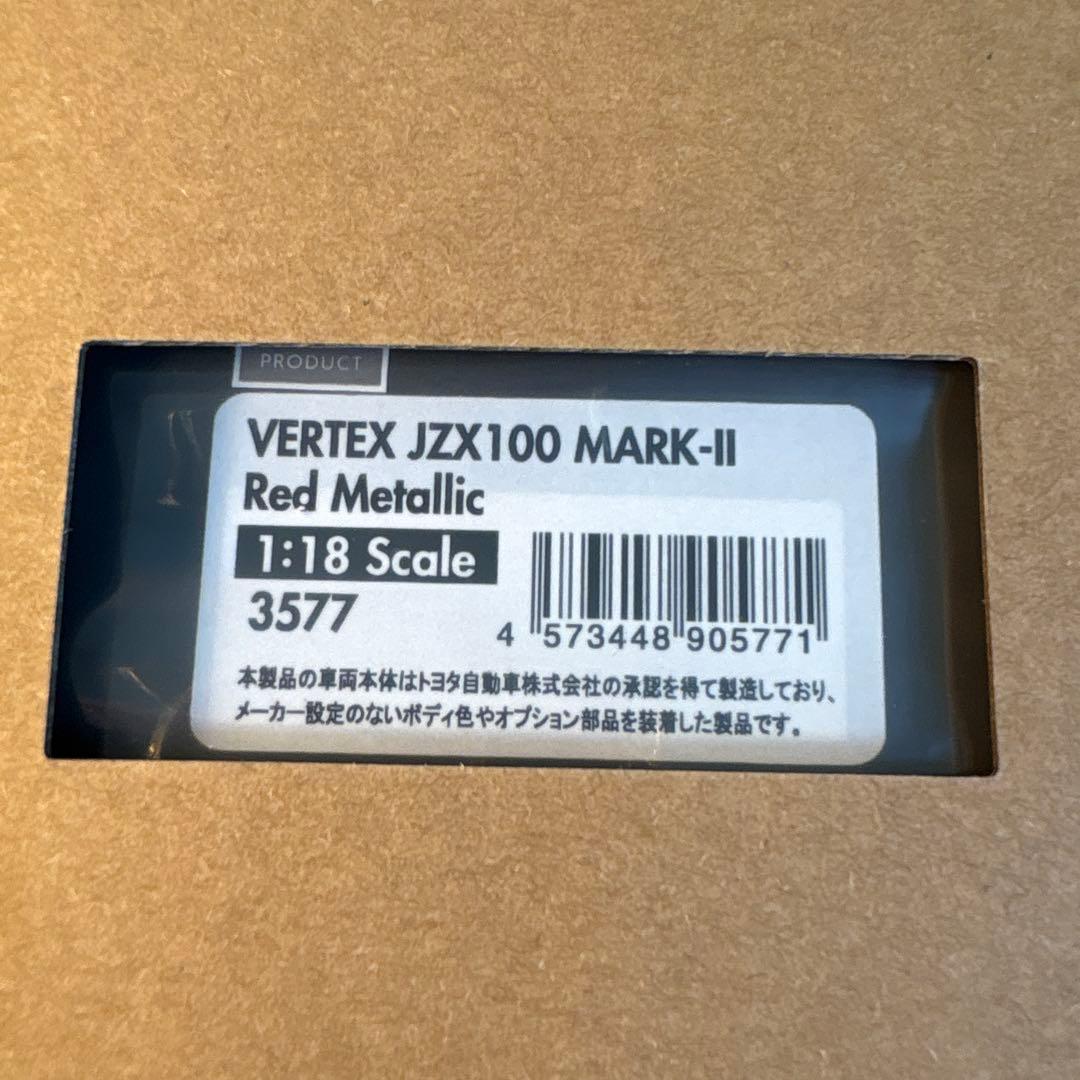 PRODUCT
VERTEX JZX100 MARK-II
Red Metallic
1:18 Scale
3577
4 573448 905771
本製品の車両本体はトヨタ自動車株式会社の承認を得て製造しており、
メーカー設定のないボディ色やオプション部品を装着した製品です。